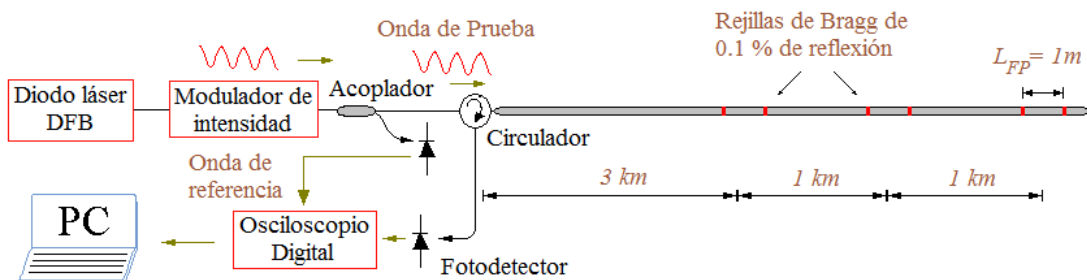 Onda de Prueba
Rejillas de Bragg de
0.1 % de reflexión
L_FP= 1m
Diodo láser
DFB
Modulador de
intensidad
Acoplador
Circulador
Onda de
referencia
3 km
1 km
1 km
PC
Osciloscopio
Digital
Fotodetector